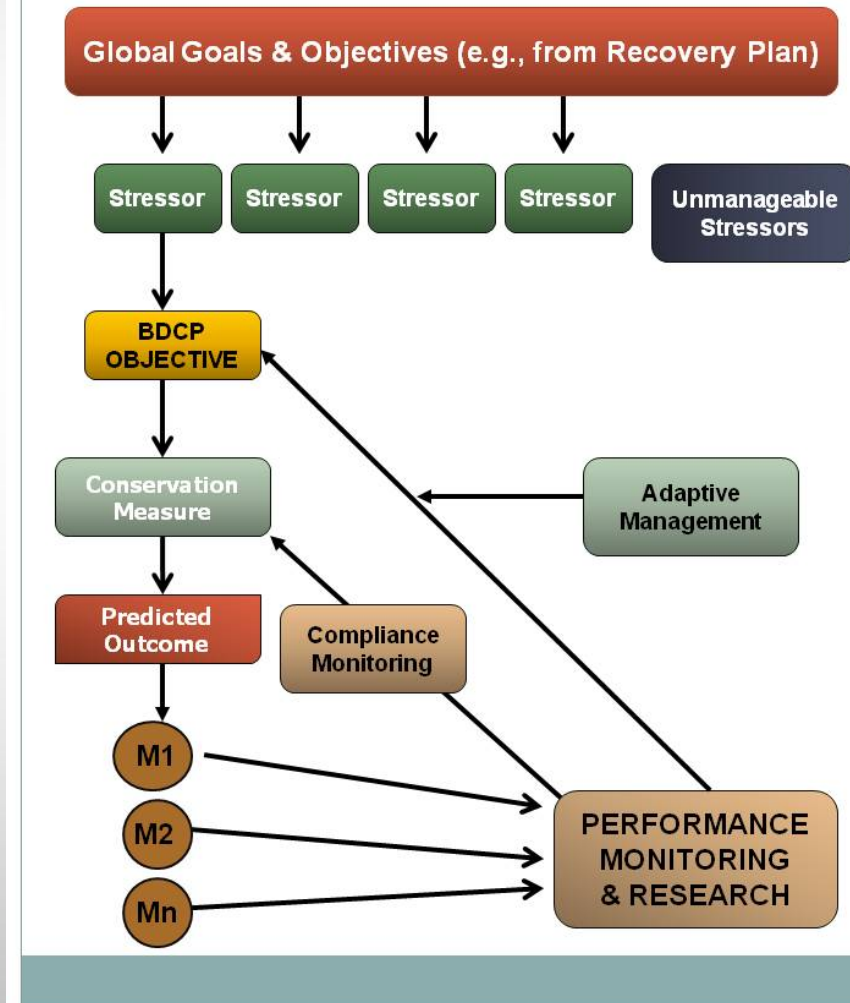 Global Goals & Objectives (e.g., from Recovery Plan)
Stressor
Stressor
Stressor
Stressor
Unmanageable
Stressors
BDCP
OBJECTIVE
Conservation
Measure
Adaptive
Management
Predicted
Outcome
Compliance
Monitoring
M1
M2
Mn
PERFORMANCE
MONITORING
& RESEARCH